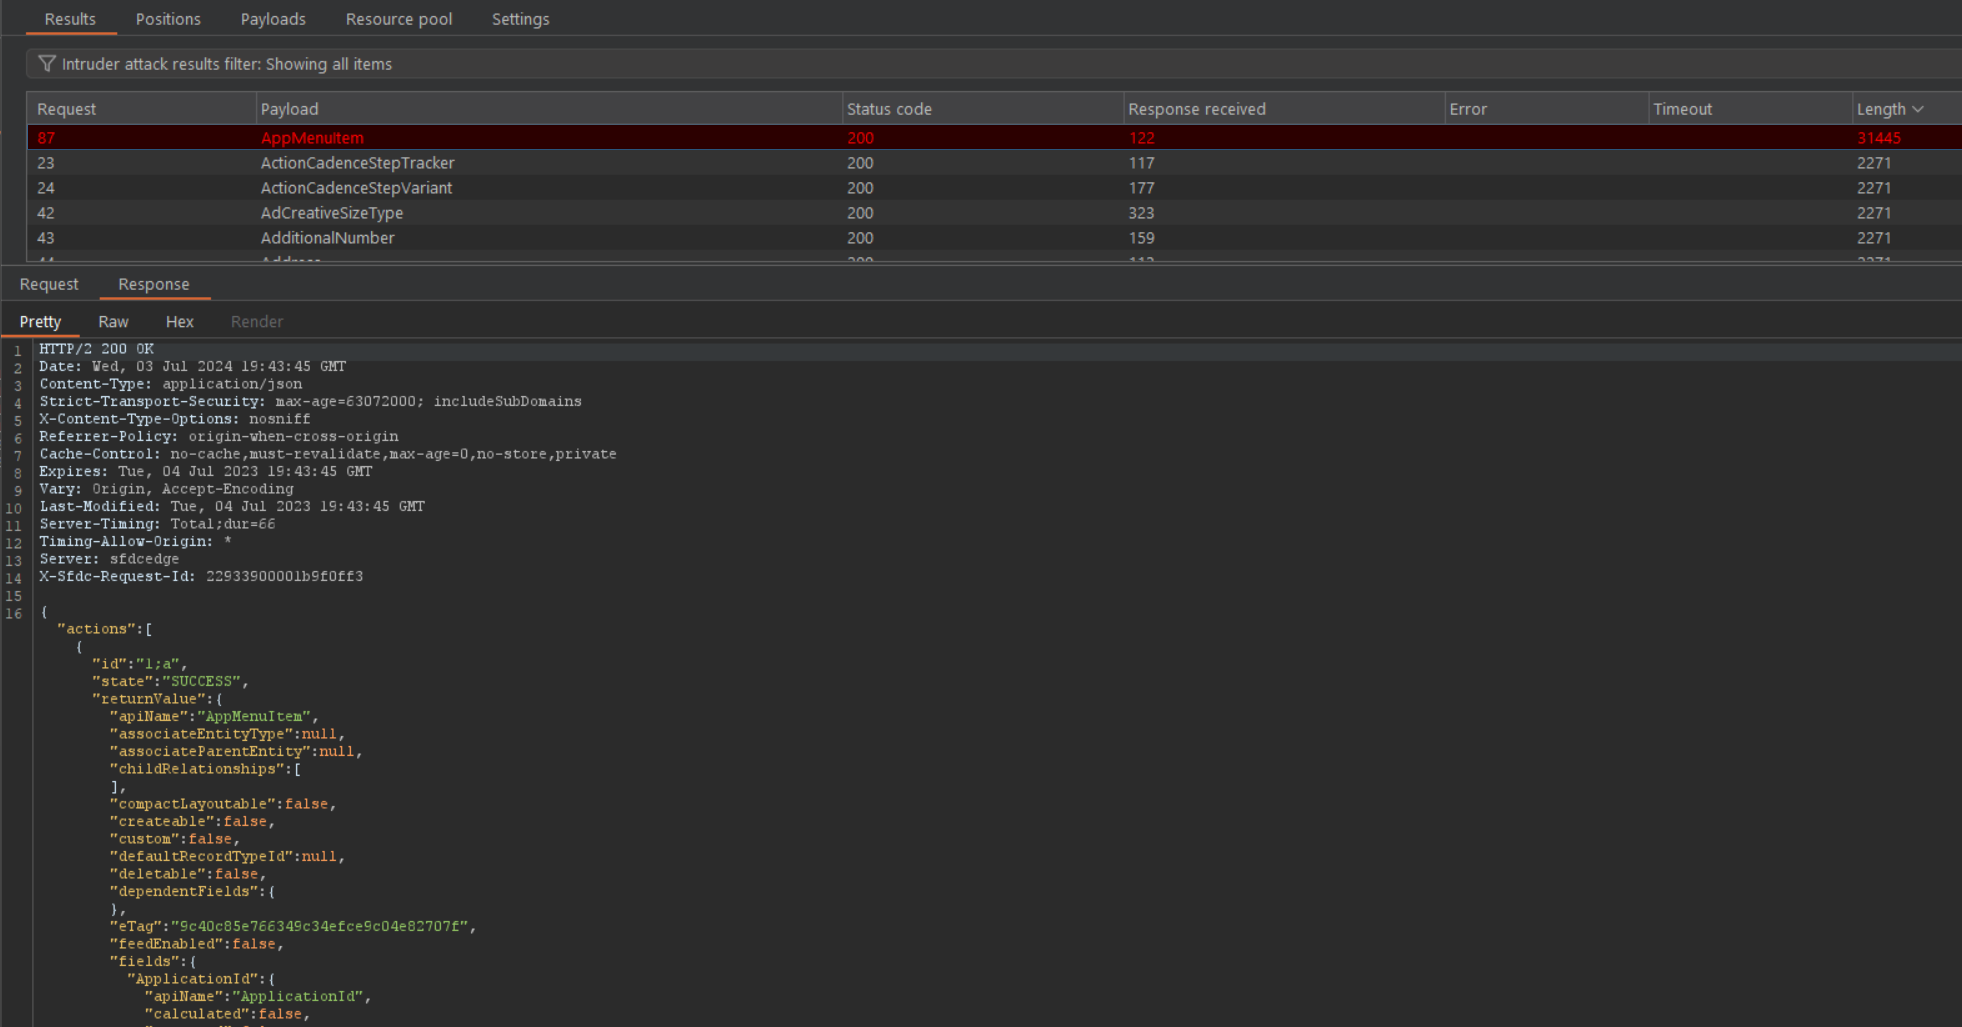 Results Positions Payloads Resource pool Settings
Intruder attack results filter: Showing all items
Request Payload Status code Response received Error Timeout Length
87 AppMenuItem 200 122 31445
23 ActionCadenceStepTracker 200 117 2271
24 ActionCadenceStepVariant 200 177 2271
42 AdCreativeSizeType 200 323 2271
43 AdditionalNumber 200 159 2271
Request Response
Pretty Raw Hex Render
1 HTTP/2 200 OK
2 Date: Wed, 03 Jul 2024 19:43:45 GMT
3 Content-Type: application/json
4 Strict-Transport-Security: max-age=63072000; includeSubDomains
5 X-Content-Type-Options: nosniff
6 Referrer-Policy: origin-when-cross-origin
7 Cache-Control: no-cache,must-revalidate,max-age=0,no-store,private
8 Expires: Tue, 04 Jul 2023 19:43:45 GMT
9 Vary: Origin, Accept-Encoding
10 Last-Modified: Tue, 04 Jul 2023 19:43:45 GMT
11 Server-Timing: Total;dur=66
12 Timing-Allow-Origin: *
13 Server: sfdcedge
14 X-Sfdc-Request-Id: 22933900001b9f0ff3
15
16 {
"actions":[
{
"id":"1;a",
"state":"SUCCESS",
"returnValue":{
"apiName":"AppMenuItem",
"associateEntityType":null,
"associateParentEntity":null,
"childRelationships":[
],
"compactLayoutable":false,
"createable":false,
"custom":false,
"defaultRecordTypeId":null,
"deletable":false,
"dependentFields":{
},
"eTag":"9c40c85e766349c34efce9c04e82707f",
"feedEnabled":false,
"fields":{
"ApplicationId":{
"apiName":"ApplicationId",
"calculated":false,